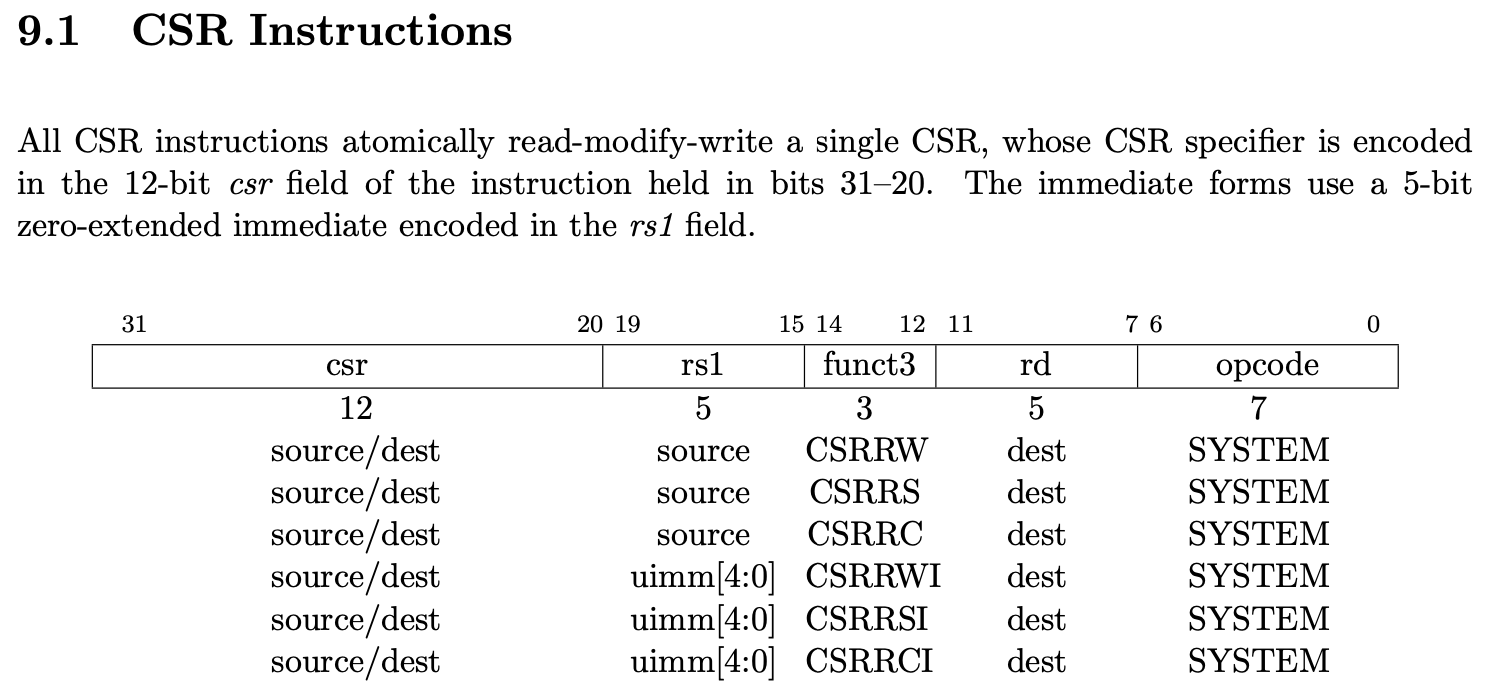 9.1 CSR Instructions
All CSR instructions atomically read-modify-write a single CSR, whose CSR specifier is encoded
in the 12-bit csr field of the instruction held in bits 31–20. The immediate forms use a 5-bit
zero-extended immediate encoded in the rs1 field.
31 20 19 15 14 12 11 7 6 0
csr rs1 funct3 rd opcode
12 5 3 5 7
source/dest source CSRRW dest SYSTEM
source/dest source CSRRS dest SYSTEM
source/dest source CSRRC dest SYSTEM
source/dest uimm[4:0] CSRRWI dest SYSTEM
source/dest uimm[4:0] CSRRSI dest SYSTEM
source/dest uimm[4:0] CSRRCI dest SYSTEM